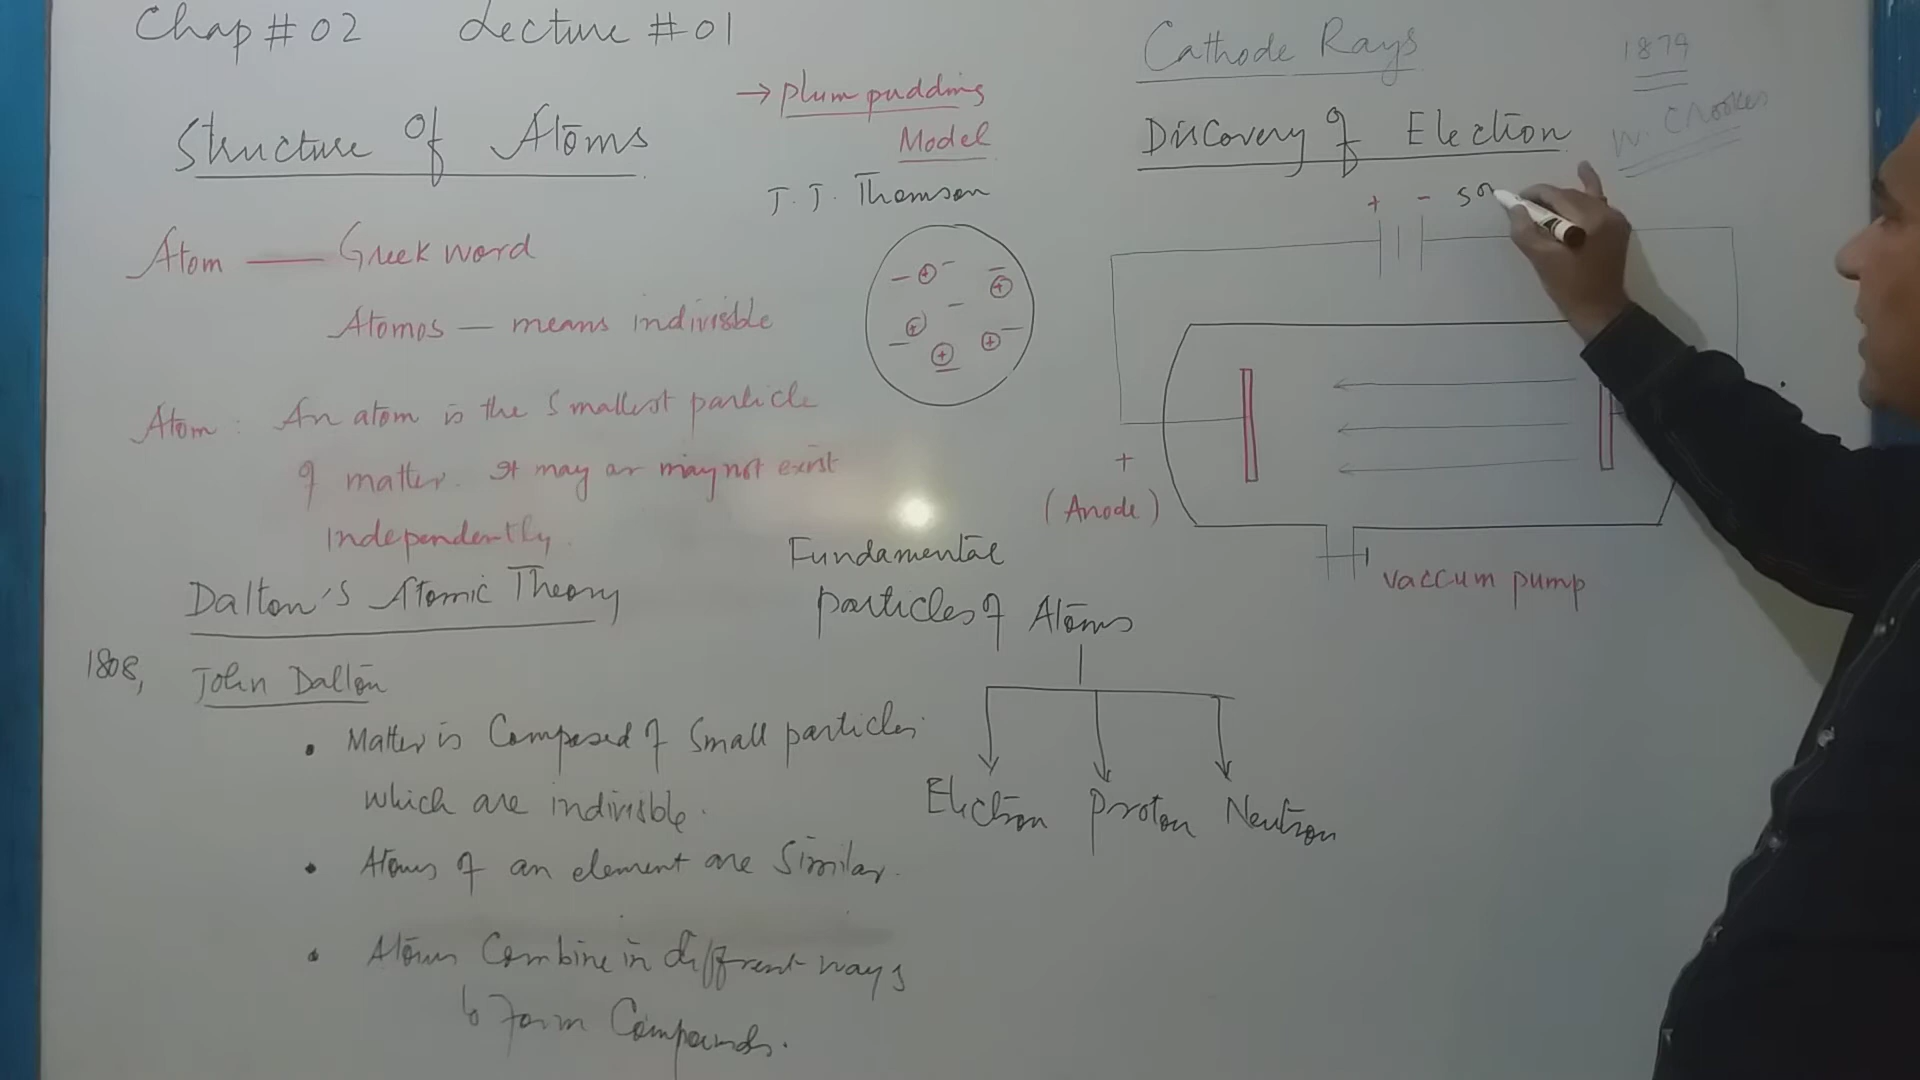 Chap # 02 Lecture # 01
Structure of Atoms
Atom — Greek word
Atomos — means indivisible
Atom: An atom is the smallest particle
of matter. It may or may not exist
independently.
Dalton's Atomic Theory
1808, John Dalton
• Matter is Composed of small particles
which are indivisible.
• Atoms of an element are Similar.
• Atoms Combine in different ways
to form Compounds.
→ plum pudding
Model
J. J. Thomson
- + - - +
-
+ + -
- +
-
Fundamental
particles of Atoms
Electron Proton Neutron
Cathode Rays
1879
Discovery of Electron
W. Crookes
+ -
+
(Anode)
vaccum pump